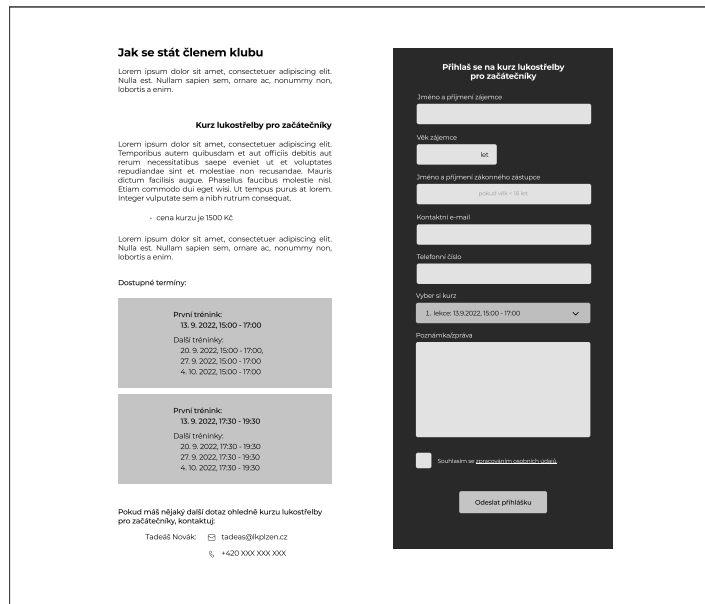 Jak se stát členem klubu
Lorem ipsum dolor sit amet, consectetuer adipiscing elit.
Nulla est. Nullam sapien sem, ornare ac, nonummy non,
lobortis a enim.
Kurz lukostřelby pro začátečníky
Lorem ipsum dolor sit amet, consectetuer adipiscing elit.
Temporibus autem quibusdam et aut officiis debitis aut
rerum necessitatibus saepe eveniet ut et voluptates
repudiandae sint et molestiae non recusandae. Mauris
dictum facilisis augue. Phasellus faucibus molestie nisl.
Etiam commodo dui eget wisi. Ut tempus purus at lorem.
Integer vulputate sem a nibh rutrum consequat.
- cena kurzu je 1500 Kč
Lorem ipsum dolor sit amet, consectetuer adipiscing elit.
Nulla est. Nullam sapien sem, ornare ac, nonummy non,
lobortis a enim.
Dostupné termíny:
První trénink:
13. 9. 2022, 15:00 - 17:00
Další tréninky:
20. 9. 2022, 15:00 - 17:00,
27. 9. 2022, 15:00 - 17:00
4. 10. 2022, 15:00 - 17:00
První trénink:
13. 9. 2022, 17:30 - 19:30
Další tréninky:
20. 9. 2022, 17:30 - 19:30
27. 9. 2022, 17:30 - 19:30
4. 10. 2022, 17:30 - 19:30
Pokud máš nějaký další dotaz ohledně kurzu lukostřelby
pro začátečníky, kontaktuj:
Tadeáš Novák: tadeas@lkplzen.cz
+420 XXX XXX XXX
Přihlaš se na kurz lukostřelby
pro začátečníky
Jméno a příjmení zájemce
Věk zájemce
let
Jméno a příjmení zákonného zástupce
pokud věk < 18 let
Kontaktní e-mail
Telefonní číslo
Vyber si kurz
1. lekce: 13.9.2022, 15:00 - 17:00
Poznámka/zpráva
Souhlasím se zpracováním osobních údajů.
Odeslat přihlášku